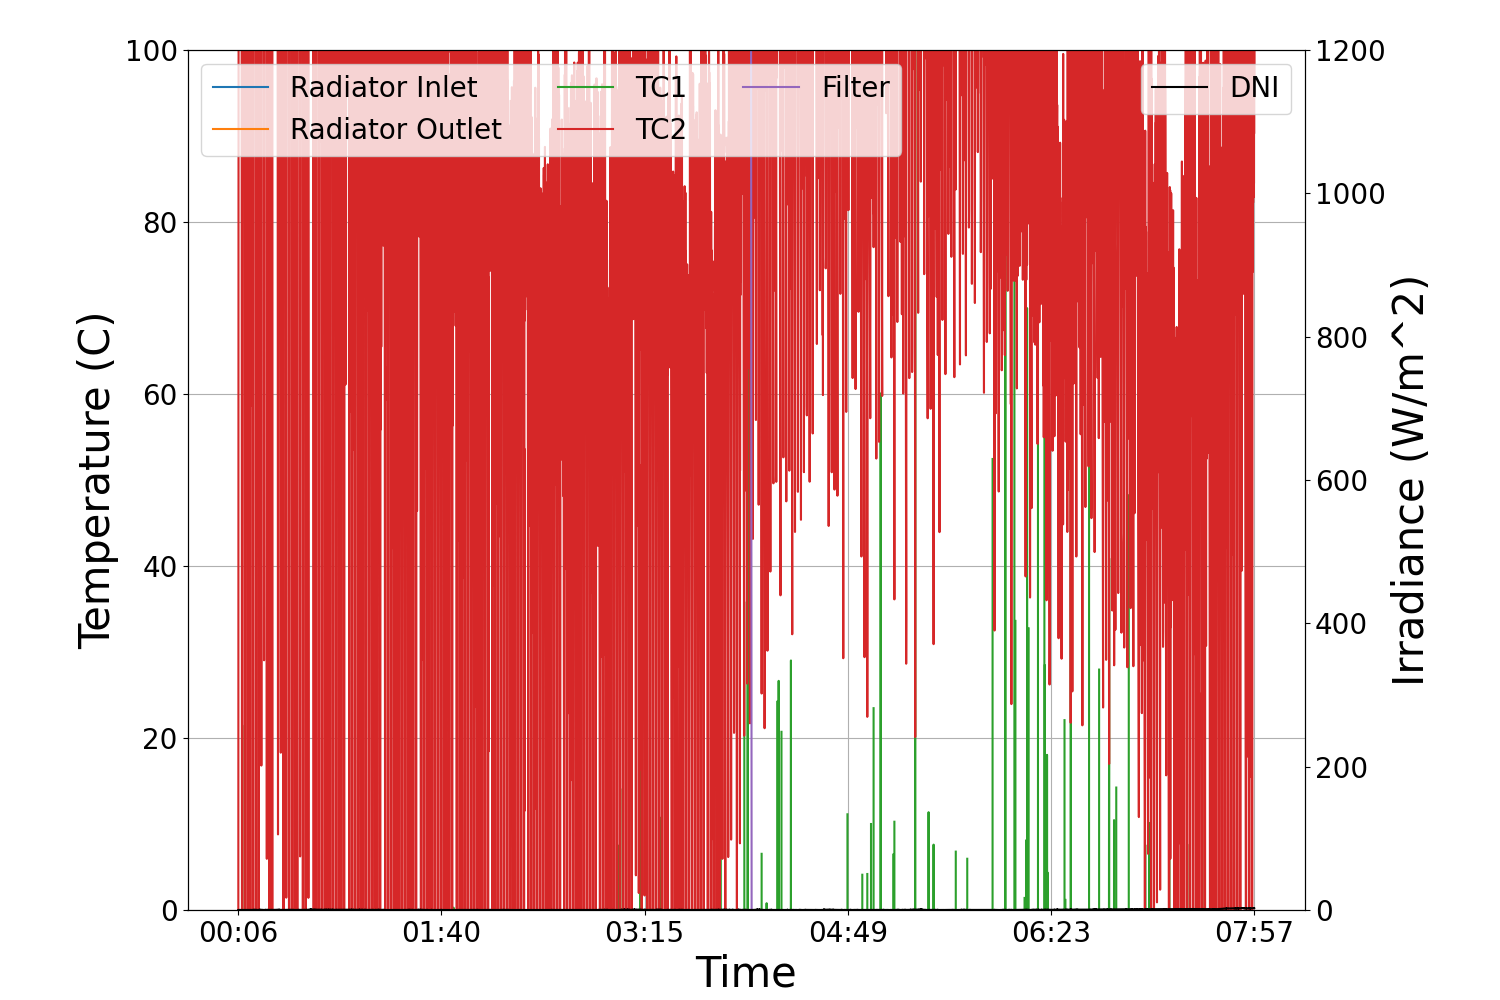 100
80
60
40
20
0
Temperature (C)
Radiator Inlet
Radiator Outlet
TC1
TC2
Filter
DNI
1200
1000
800
600
400
200
0
Irradiance (W/m^2)
00:06 01:40 03:15 04:49 06:23 07:57
Time